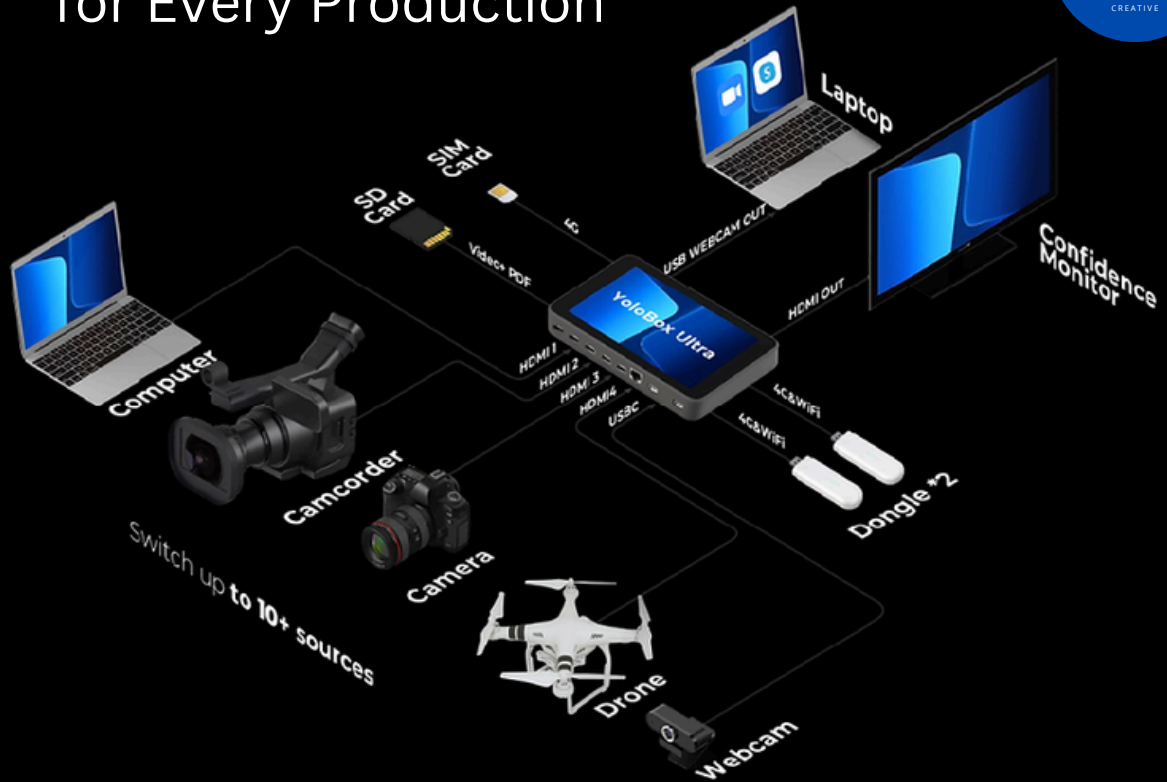 for Every Production
CREATIVE
Laptop
SIM
Card
SD
Card
4G
USB WEBCAM OUT
Video+ PDF
Confidence
Monitor
HDMI OUT
YoloBox Ultra
HDMI 1
HDMI 2
HDMI 3
HDMI4
USBC
Computer
4G&WiFi
4G&WiFi
Dongle *2
Camcorder
Camera
Switch up to 10+ sources
Drone
Webcam